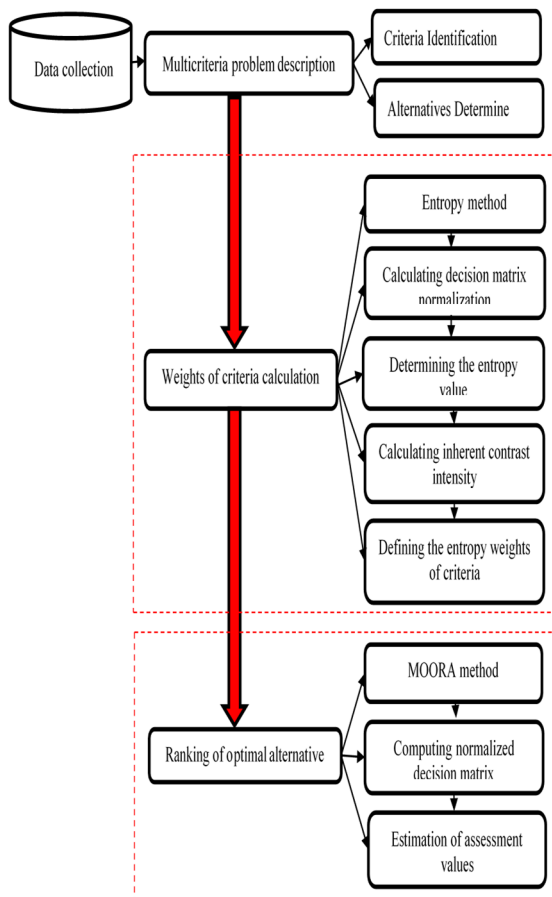 Data collection
Multicriteria problem description
Criteria Identification
Alternatives Determine
Entropy method
Calculating decision matrix
normalization
Weights of criteria calculation
Determining the entropy
value
Calculating inherent contrast
intensity
Defining the entropy weights
of criteria
MOORA method
Ranking of optimal alternative
Computing normalized
decision matrix
Estimation of assessment
values